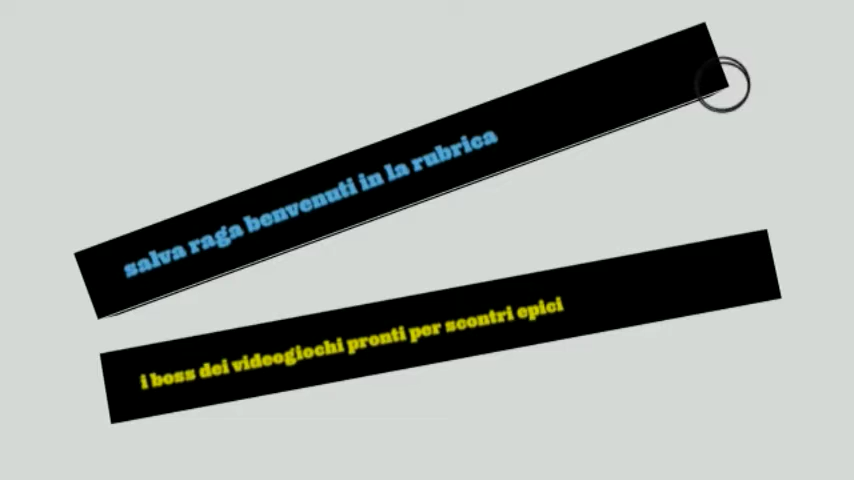 salva raga benvenuti in la rubrica
i boss dei videogiochi pronti per scontri epici